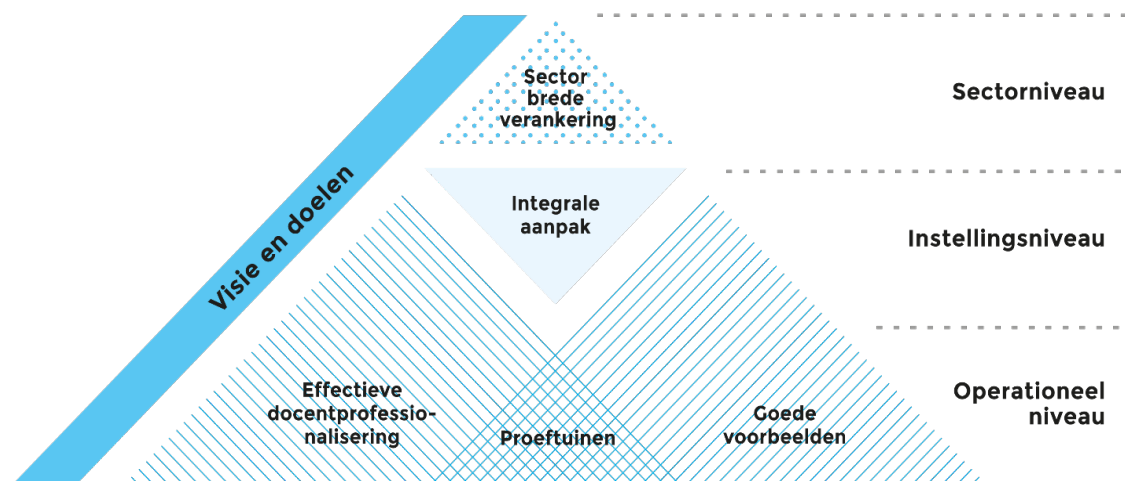 Sector
brede
verankering
Sectorniveau
Visie en doelen
Integrale
aanpak
Instellingsniveau
Effectieve
docentprofessio-
nalisering
Proeftuinen
Goede
voorbeelden
Operationeel
niveau